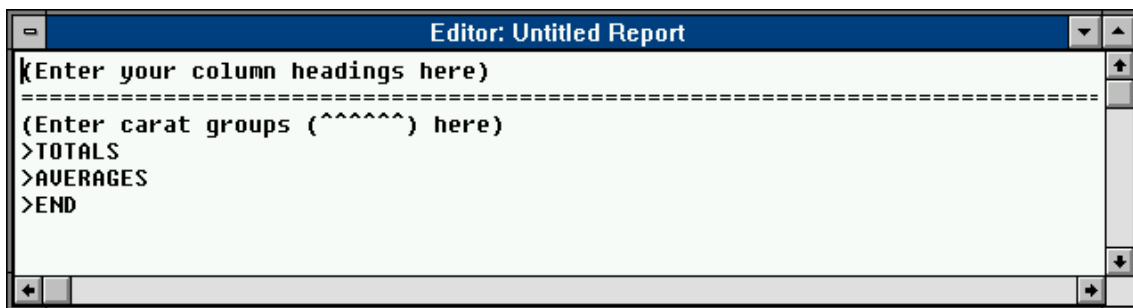 Editor: Untitled Report
(Enter your column headings here)
===========================================================================
(Enter carat groups (^^^^^^) here)
>TOTALS
>AVERAGES
>END